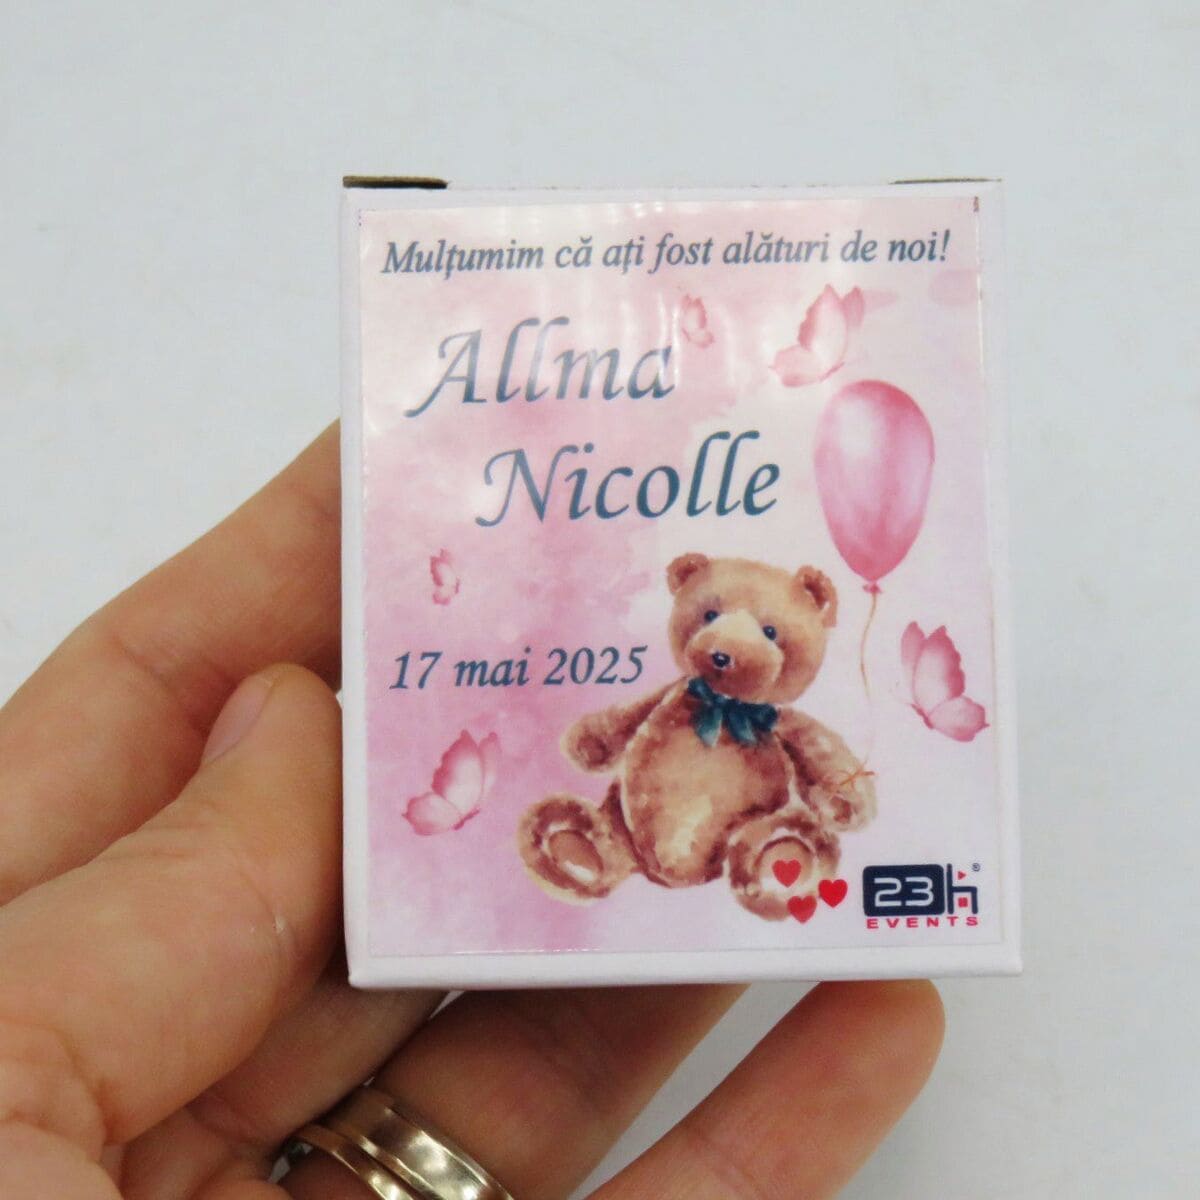 Mulțumim că ați fost alături de noi!
Allma
Nicolle
17 mai 2025
23h®
EVENTS